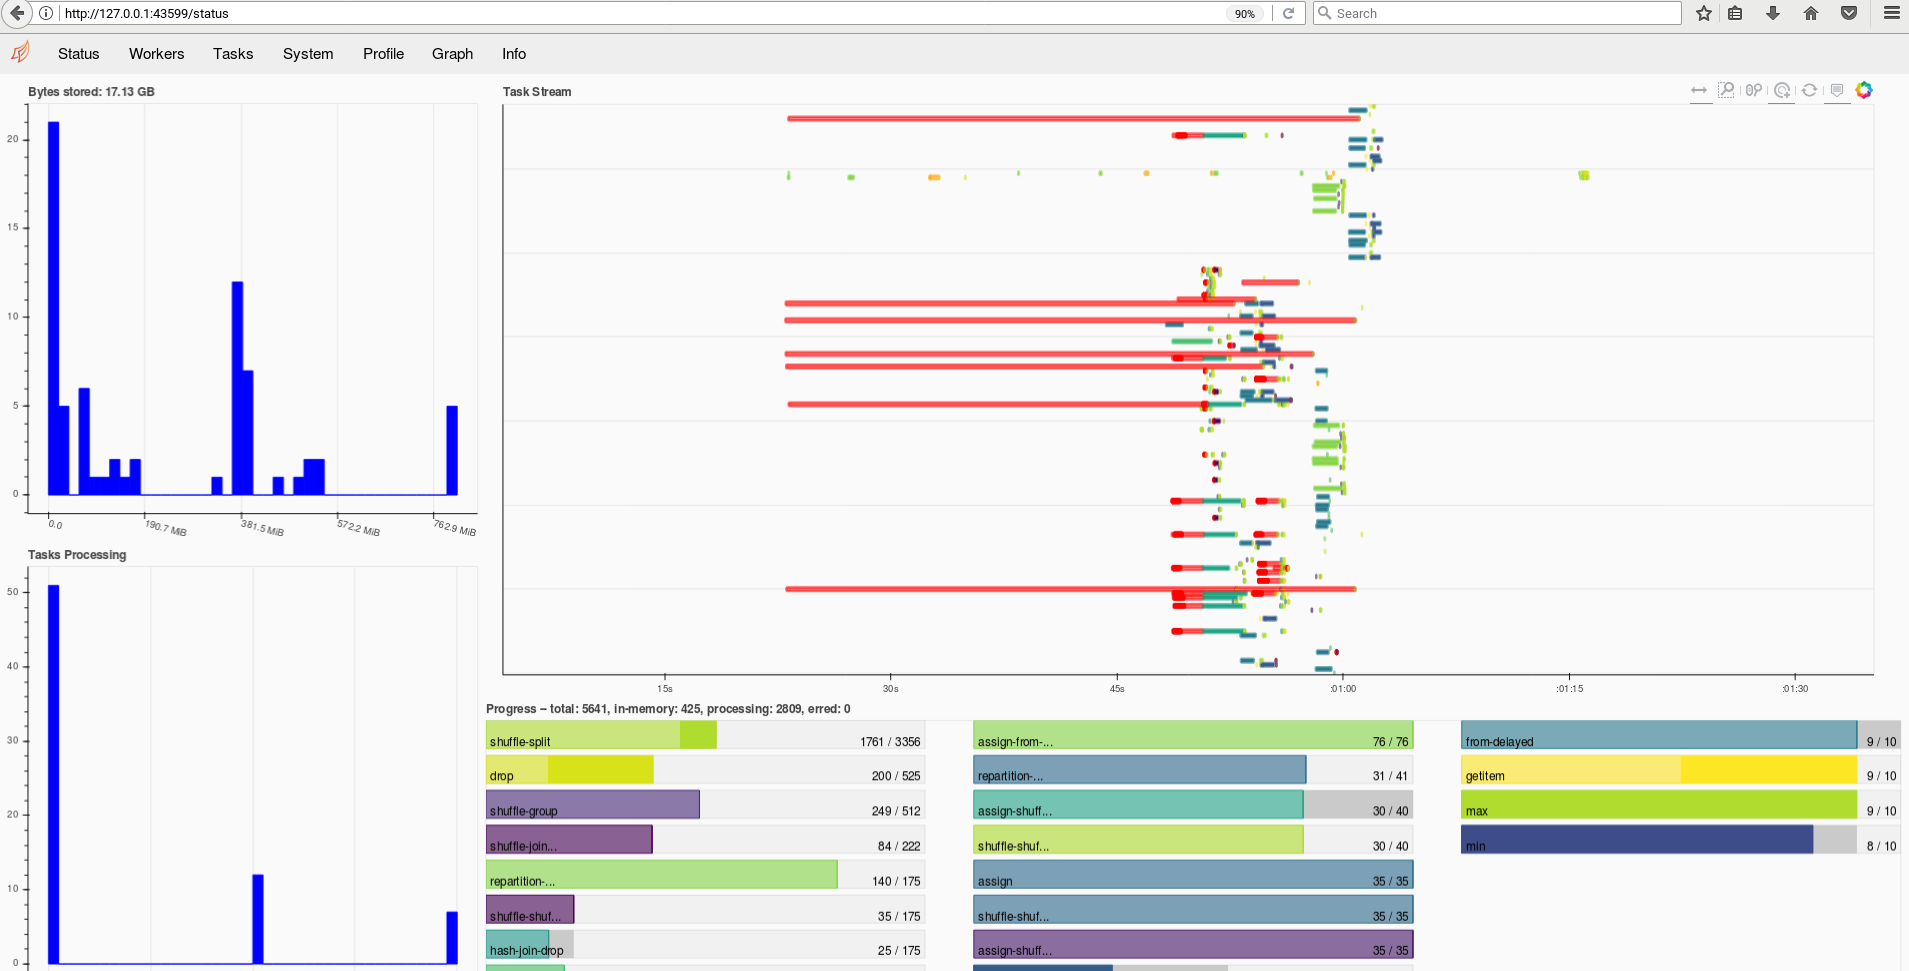 http://127.0.0.1:43599/status
90%
Search
Status Workers Tasks System Profile Graph Info
Bytes stored: 17.13 GB
20
15
10
5
0
0.0 190.7 MiB 381.5 MiB 572.2 MiB 762.9 MiB
Tasks Processing
50
40
30
20
10
0
Task Stream
15s 30s 45s :01:00 :01:15 :01:30
Progress -- total: 5641, in-memory: 425, processing: 2809, erred: 0
shuffle-split 1761 / 3356
drop 200 / 525
shuffle-group 249 / 512
shuffle-join... 84 / 222
repartition-... 140 / 175
shuffle-shuf... 35 / 175
hash-join-drop 25 / 175
assign-from-... 76 / 76
repartition-... 31 / 41
assign-shuff... 30 / 40
shuffle-shuf... 30 / 40
assign 35 / 35
shuffle-shuf... 35 / 35
assign-shuff... 35 / 35
from-delayed 9 / 10
getitem 9 / 10
max 9 / 10
min 8 / 10